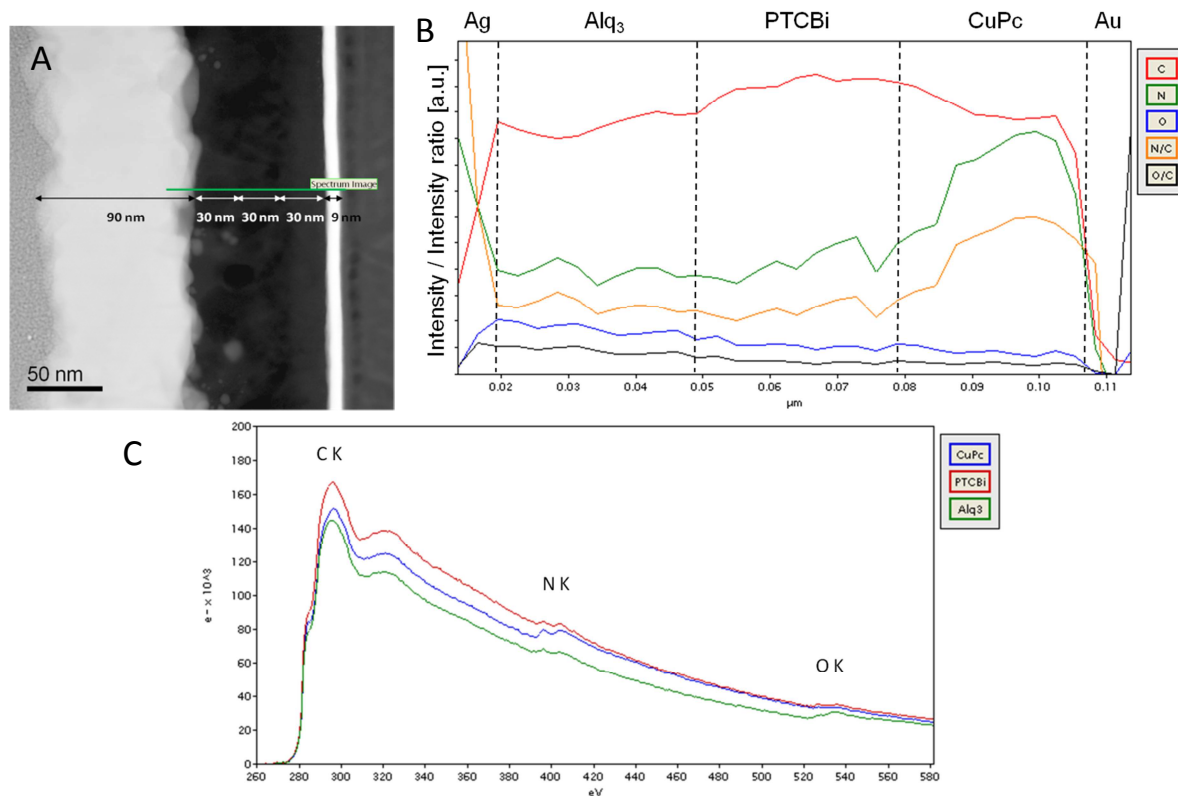 A
Spectrum Image
90 nm
30 nm
30 nm
30 nm
9 nm
50 nm
B
Ag
Alq3
PTCBi
CuPc
Au
Intensity / Intensity ratio [a.u.]
0.02
0.03
0.04
0.05
0.06
0.07
0.08
0.09
0.10
0.11
µm
C
N
O
N/C
O/C
C
C K
N K
O K
200
180
160
140
120
100
80
60
40
20
0
e- x 10^3
260
280
300
320
340
360
380
400
420
440
460
480
500
520
540
560
580
eV
CuPc
PTCBi
Alq3